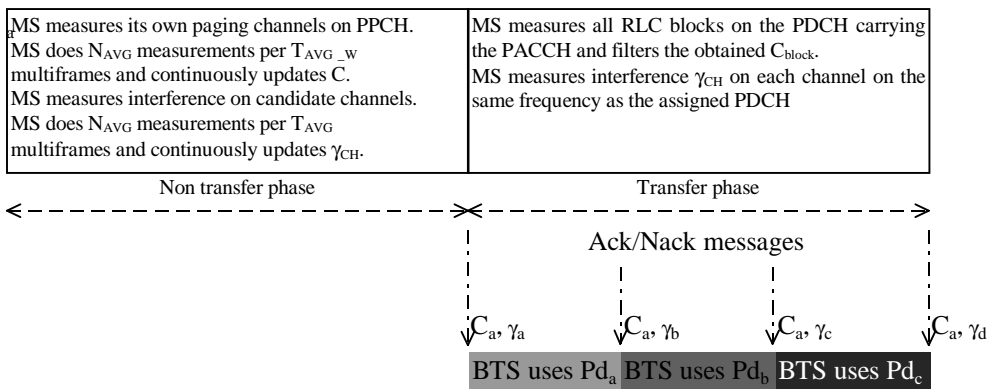 MS measures its own paging channels on PPCH.
a
MS does N_AVG measurements per T_AVG _W
multiframes and continuously updates C.
MS measures interference on candidate channels.
MS does N_AVG measurements per T_AVG
multiframes and continuously updates γ_CH.
MS measures all RLC blocks on the PDCH carrying
the PACCH and filters the obtained C_block.
MS measures interference γ_CH on each channel on the
same frequency as the assigned PDCH
Non transfer phase
Transfer phase
Ack/Nack messages
C_a, γ_a
C_a, γ_b
C_a, γ_c
C_a, γ_d
BTS uses Pd_a
BTS uses Pd_b
BTS uses Pd_c